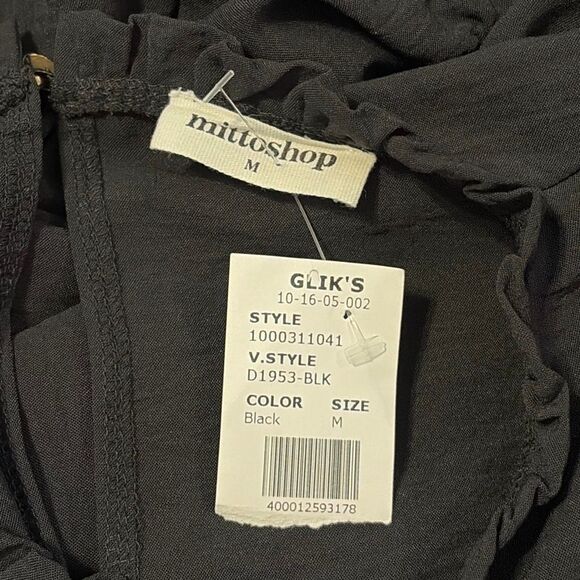 mittoshop
M
GLIK'S
10-16-05-002
STYLE
1000311041
V.STYLE
D1953-BLK
COLOR SIZE
Black M
400012593178